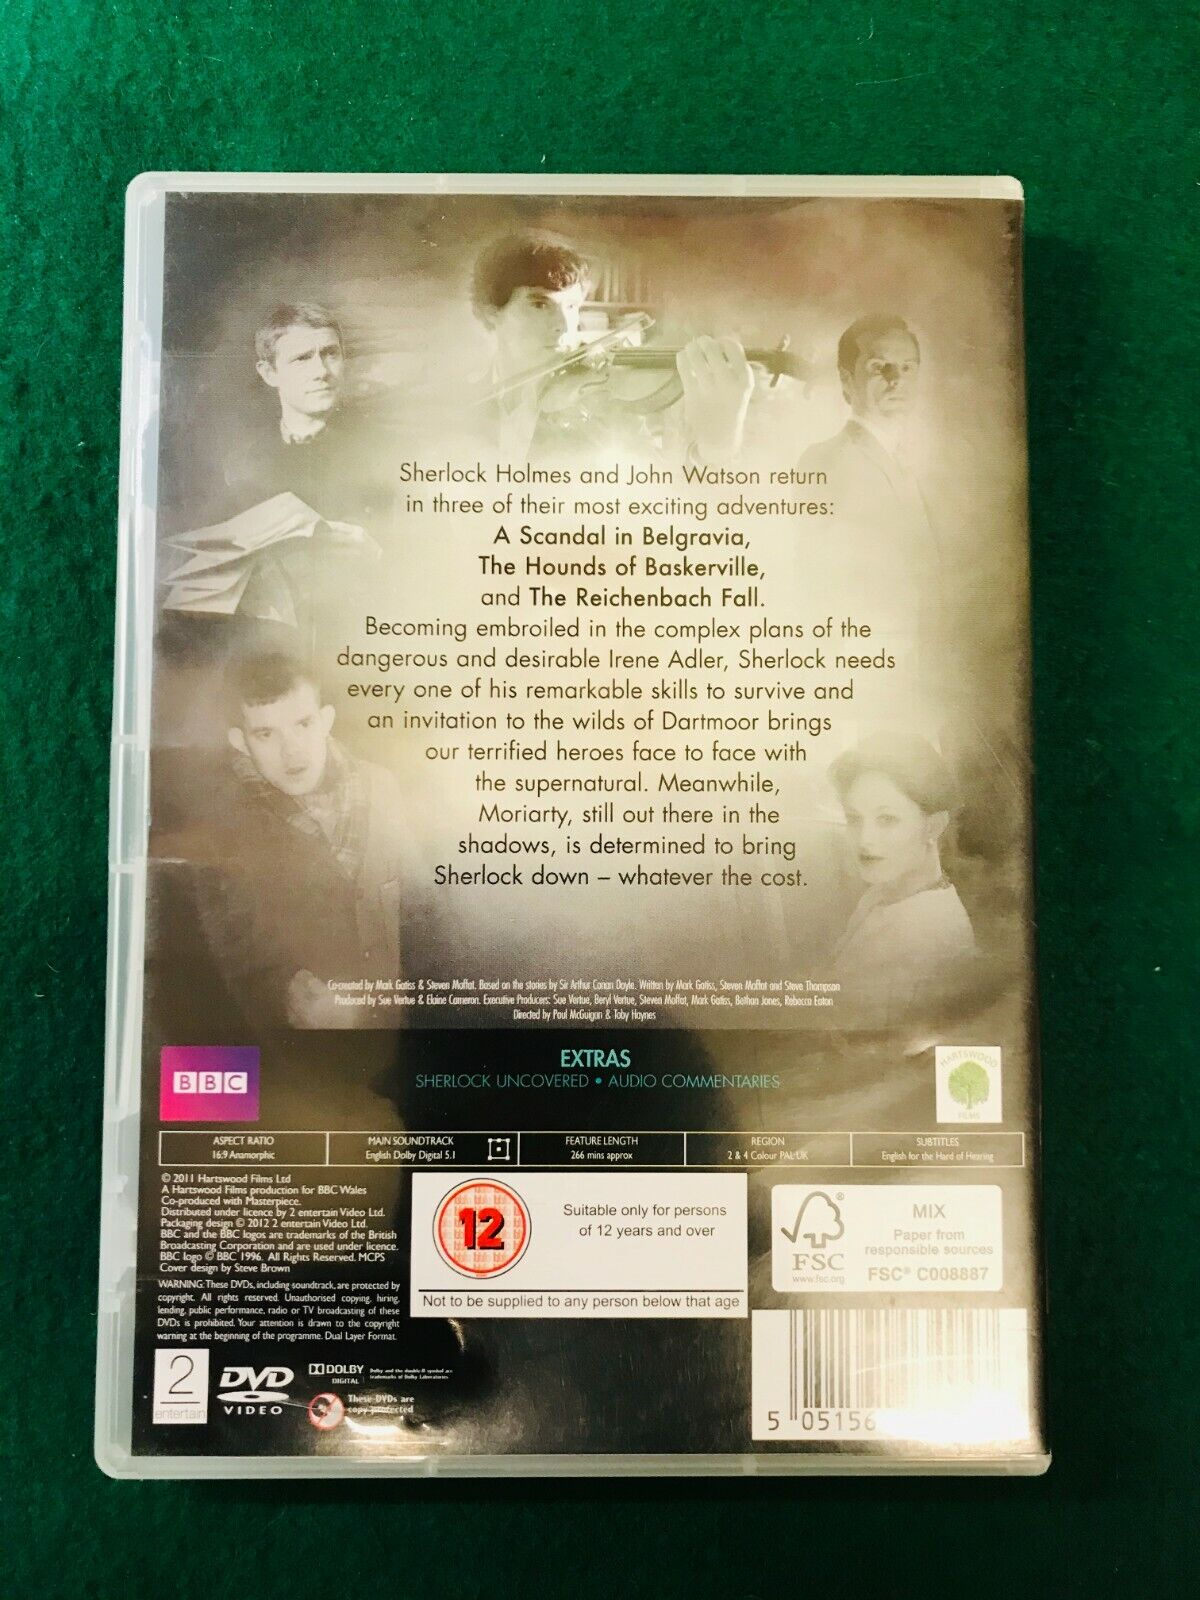 Sherlock Holmes and John Watson return
in three of their most exciting adventures:
A Scandal in Belgravia,
The Hounds of Baskerville,
and The Reichenbach Fall.
Becoming embroiled in the complex plans of the
dangerous and desirable Irene Adler, Sherlock needs
every one of his remarkable skills to survive and
an invitation to the wilds of Dartmoor brings
our terrified heroes face to face with
the supernatural. Meanwhile,
Moriarty, still out there in the
shadows, is determined to bring
Sherlock down – whatever the cost.
Co-created by Mark Gatiss & Steven Moffat. Based on the stories by Sir Arthur Conan Doyle. Written by Mark Gatiss, Steven Moffat and Steve Thompson
Produced by Sue Vertue & Elaine Cameron. Executive Producers: Sue Vertue, Beryl Vertue, Steven Moffat, Mark Gatiss, Bethan Jones, Rebecca Eaton
Directed by Paul McGuigan & Toby Haynes
BBC
EXTRAS
SHERLOCK UNCOVERED • AUDIO COMMENTARIES
HARTSWOOD
FILMS
ASPECT RATIO
16:9 Anamorphic
MAIN SOUNDTRACK
English Dolby Digital 5.1
FEATURE LENGTH
266 mins approx
REGION
2 & 4 Colour PAL UK
SUBTITLES
English for the Hard of Hearing
© 2011 Hartswood Films Ltd
A Hartswood Films production for BBC Wales
Co-produced with Masterpiece.
Distributed under licence by 2 entertain Video Ltd.
Packaging design © 2012 2 entertain Video Ltd.
BBC and the BBC logos are trademarks of the British
Broadcasting Corporation and are used under licence.
BBC logo © BBC 1996. All Rights Reserved. MCPS
Cover design by Steve Brown
WARNING: These DVDs, including soundtrack, are protected by
copyright. All rights reserved. Unauthorised copying, hiring,
lending, public performance, radio or TV broadcasting of these
DVDs is prohibited. Your attention is drawn to the copyright
warning at the beginning of the programme. Dual Layer Format.
12
Suitable only for persons
of 12 years and over
Not to be supplied to any person below that age
FSC
www.fsc.org
MIX
Paper from
responsible sources
FSC® C008887
2
entertain
DVD
VIDEO
DOLBY
DIGITAL
Dolby and the double-D symbol are
trademarks of Dolby Laboratories.
These DVDs are
copy protected
5 05156